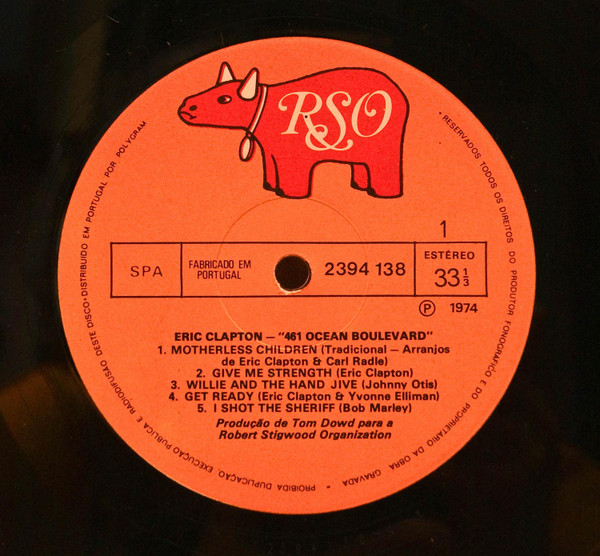 RSO
1
SPA
FABRICADO EM
PORTUGAL
2394 138
ESTÉREO
33 1/3
Ⓟ 1974
ERIC CLAPTON – "461 OCEAN BOULEVARD"
1. MOTHERLESS CHILDREN (Tradicional – Arranjos
de Eric Clapton & Carl Radle)
2. GIVE ME STRENGTH (Eric Clapton)
3. WILLIE AND THE HAND JIVE (Johnny Otis)
4. GET READY (Eric Clapton & Yvonne Elliman)
5. I SHOT THE SHERIFF (Bob Marley)
Produção de Tom Dowd para a
Robert Stigwood Organization
• RESERVADOS TODOS OS DIREITOS DO PRODUTOR FONOGRÁFICO E DO PROPRIETÁRIO DA OBRA GRAVADA • PROIBIDA DUPLICAÇÃO, EXECUÇÃO PÚBLICA E RADIODIFUSÃO DESTE DISCO • DISTRIBUIDO EM PORTUGAL POR POLYGRAM